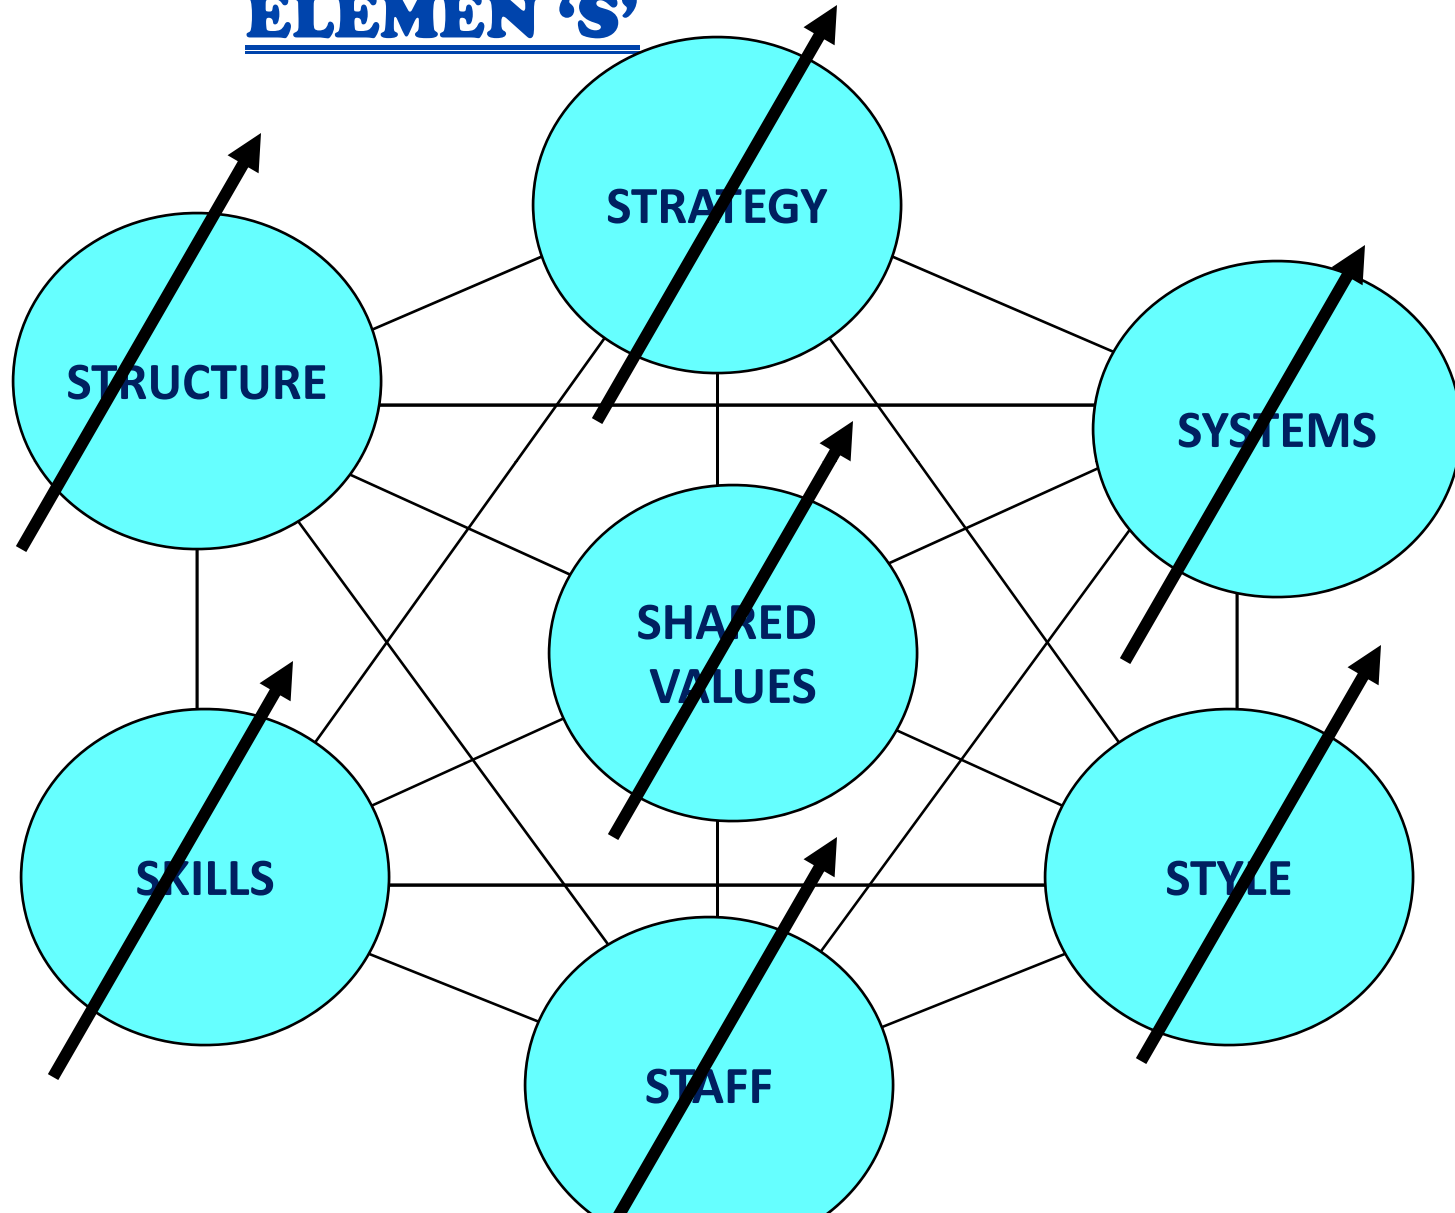 ELEMEN ‘S’
STRATEGY
STRUCTURE
SYSTEMS
SHARED
VALUES
SKILLS
STYLE
STAFF